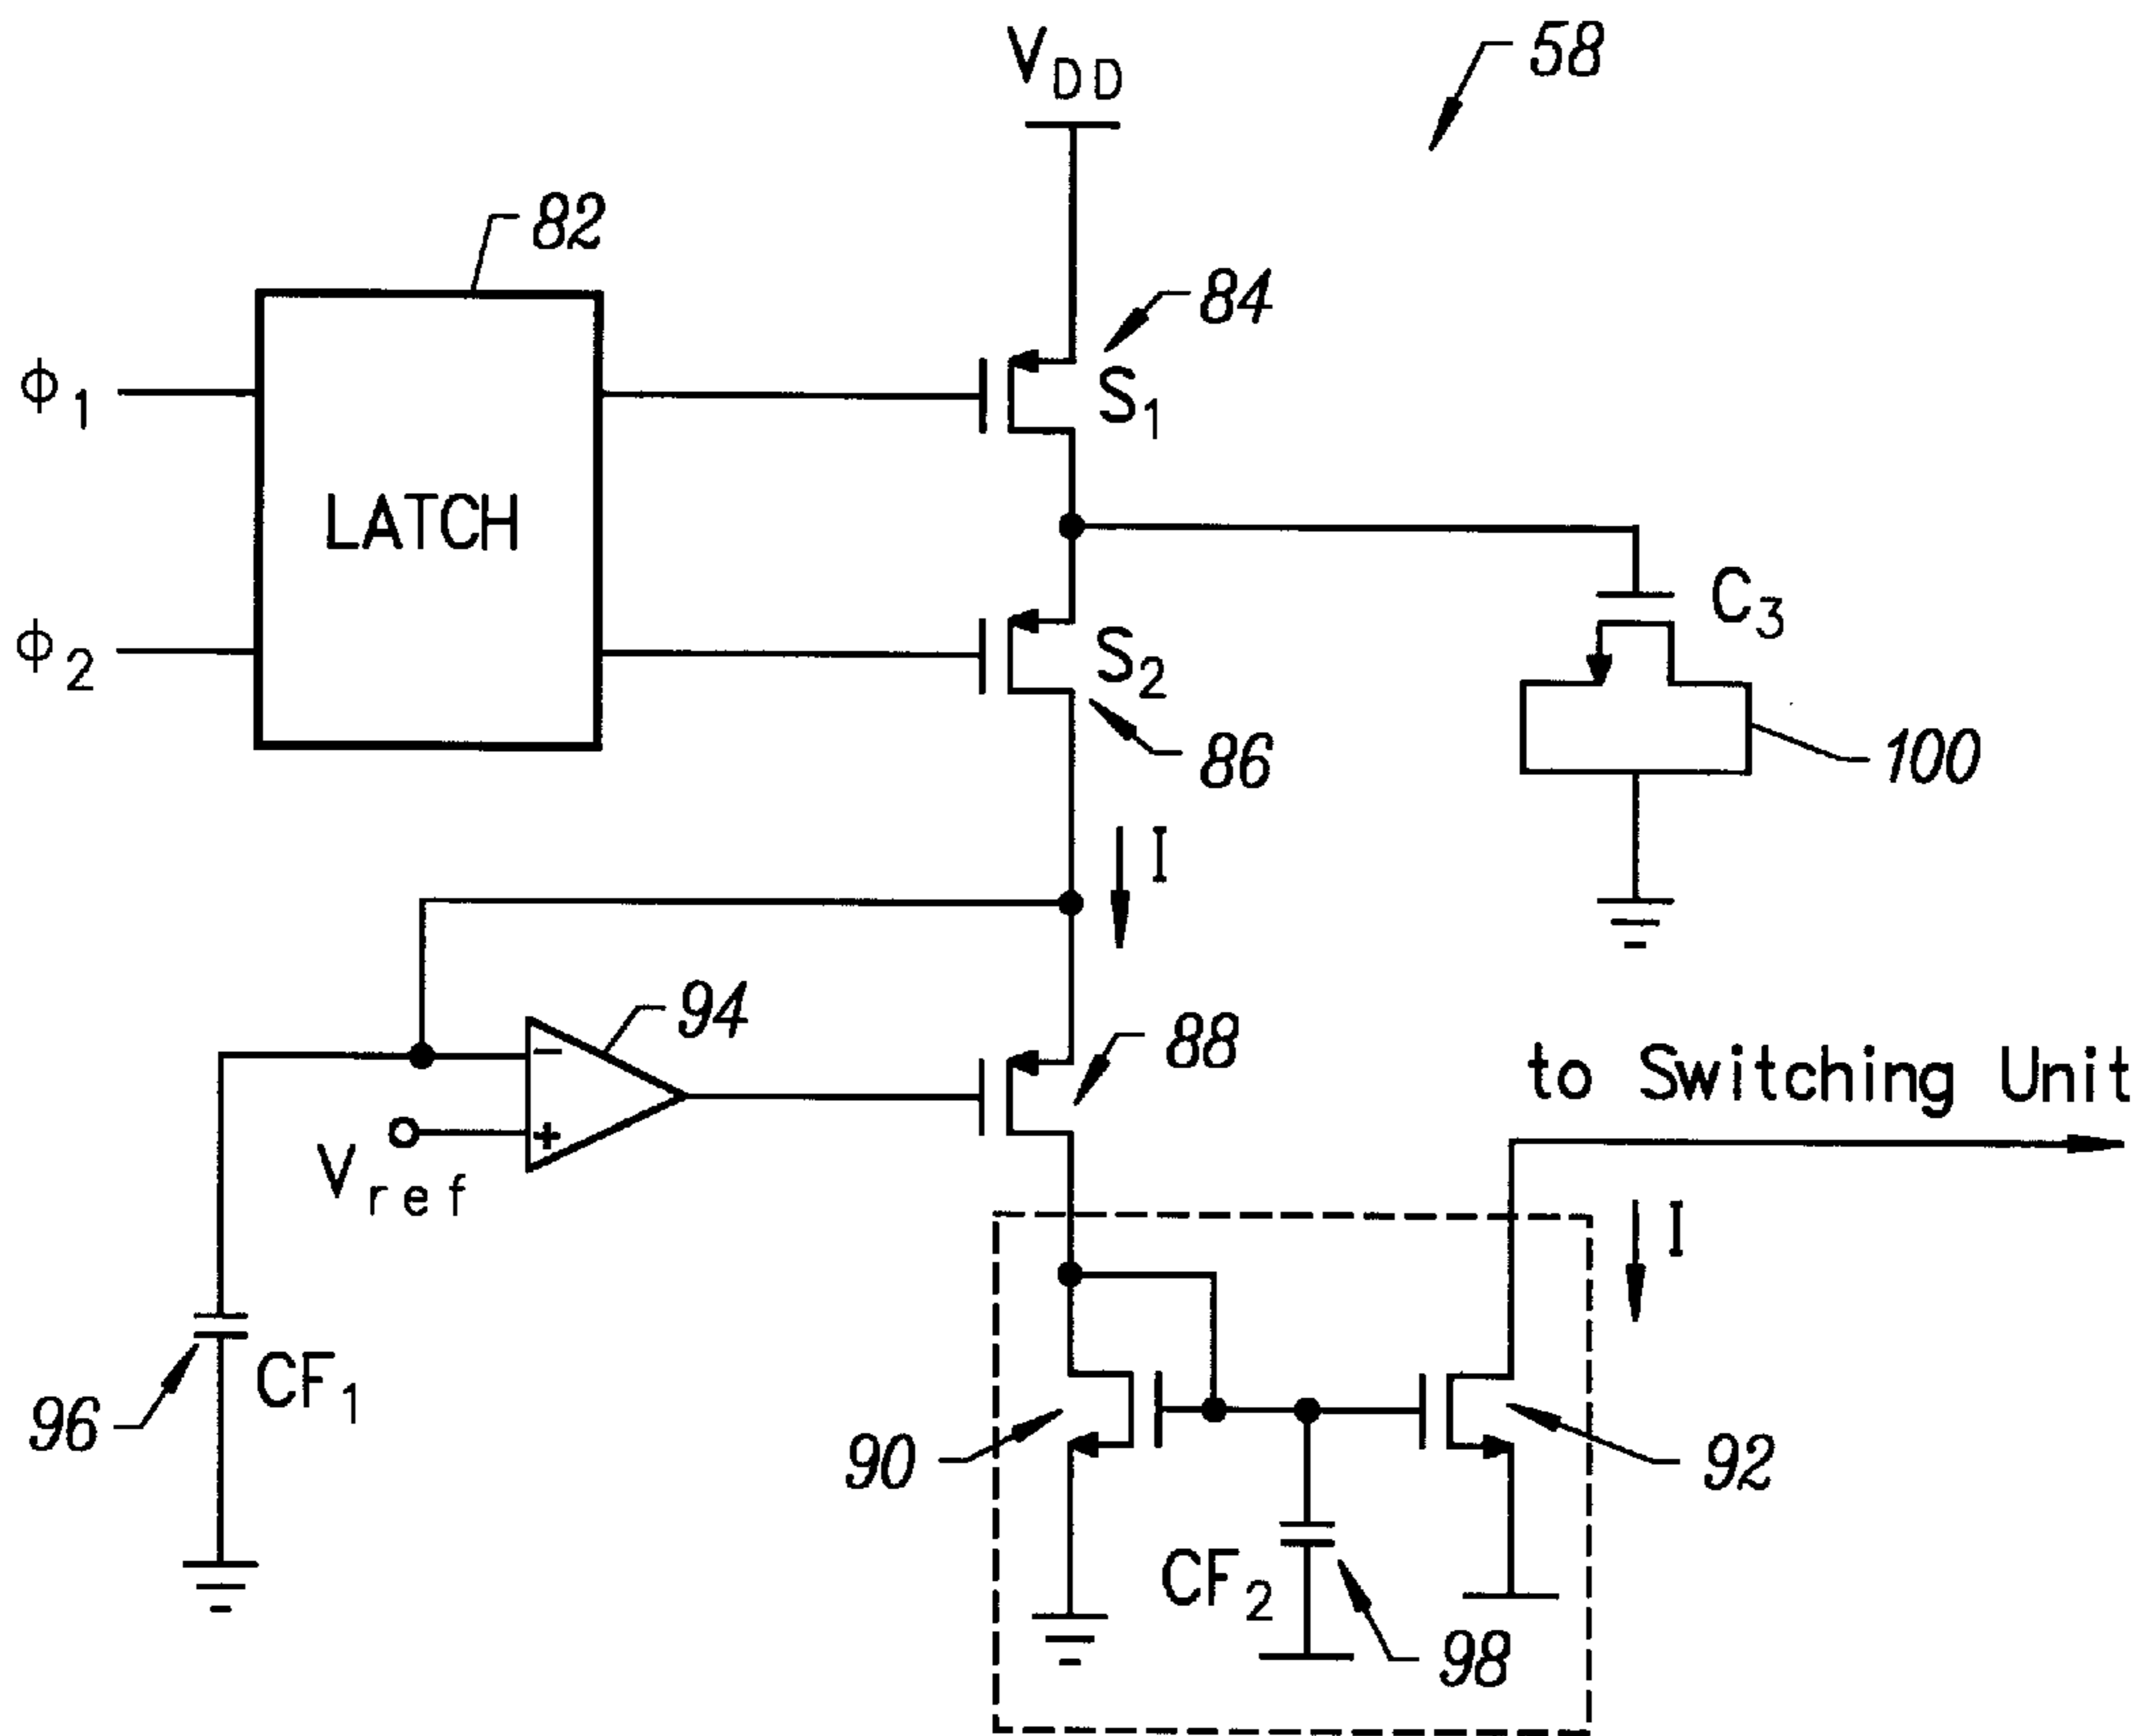 V_DD
58
82
84
ϕ1
S1
LATCH
C3
ϕ2
S2
86
100
I
94
88
to Switching Unit
−
+
Vref
I
CF1
96
90
92
CF2
98